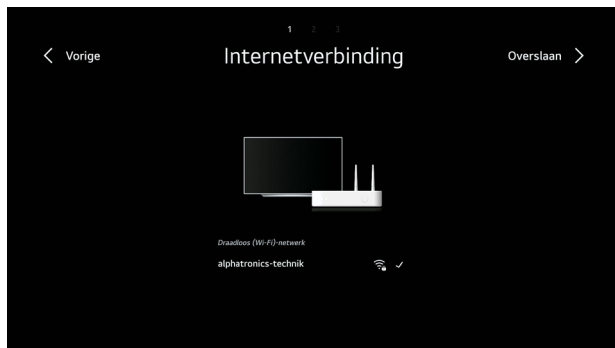 1 2 3
Vorige
Internetverbinding
Overslaan
Draadloos (Wi-Fi)-netwerk
alphatronics-technik